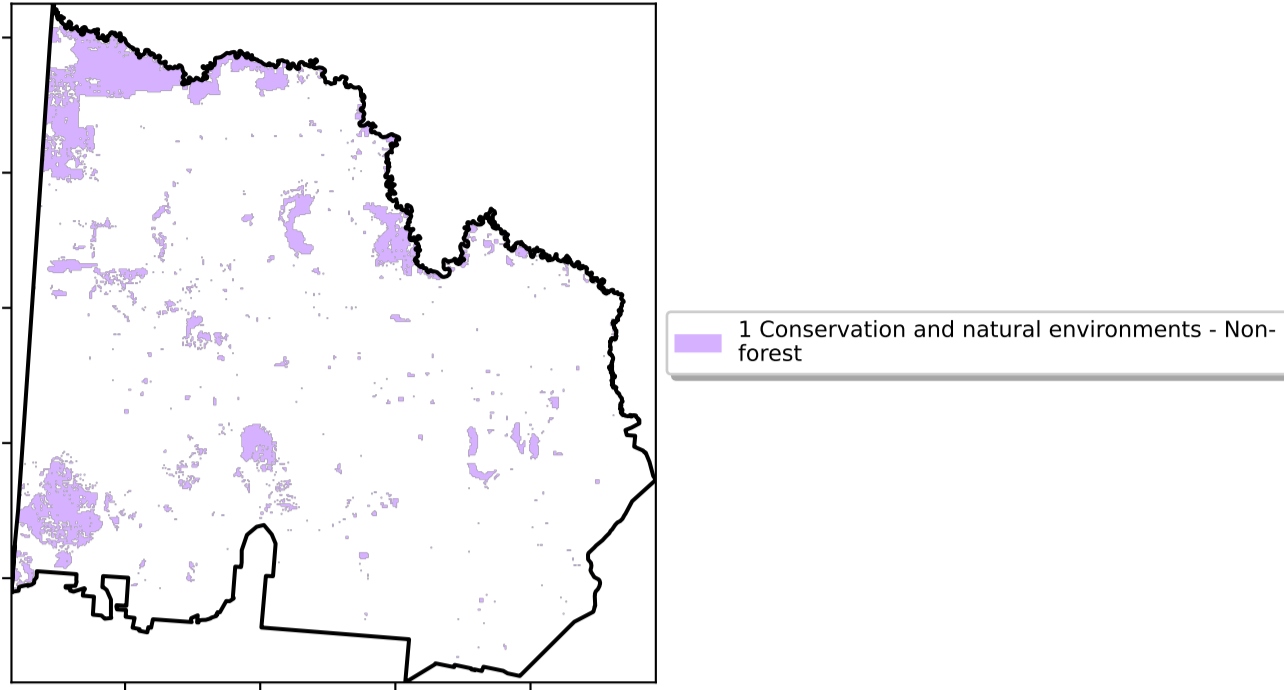 1 Conservation and natural environments - Non-
forest